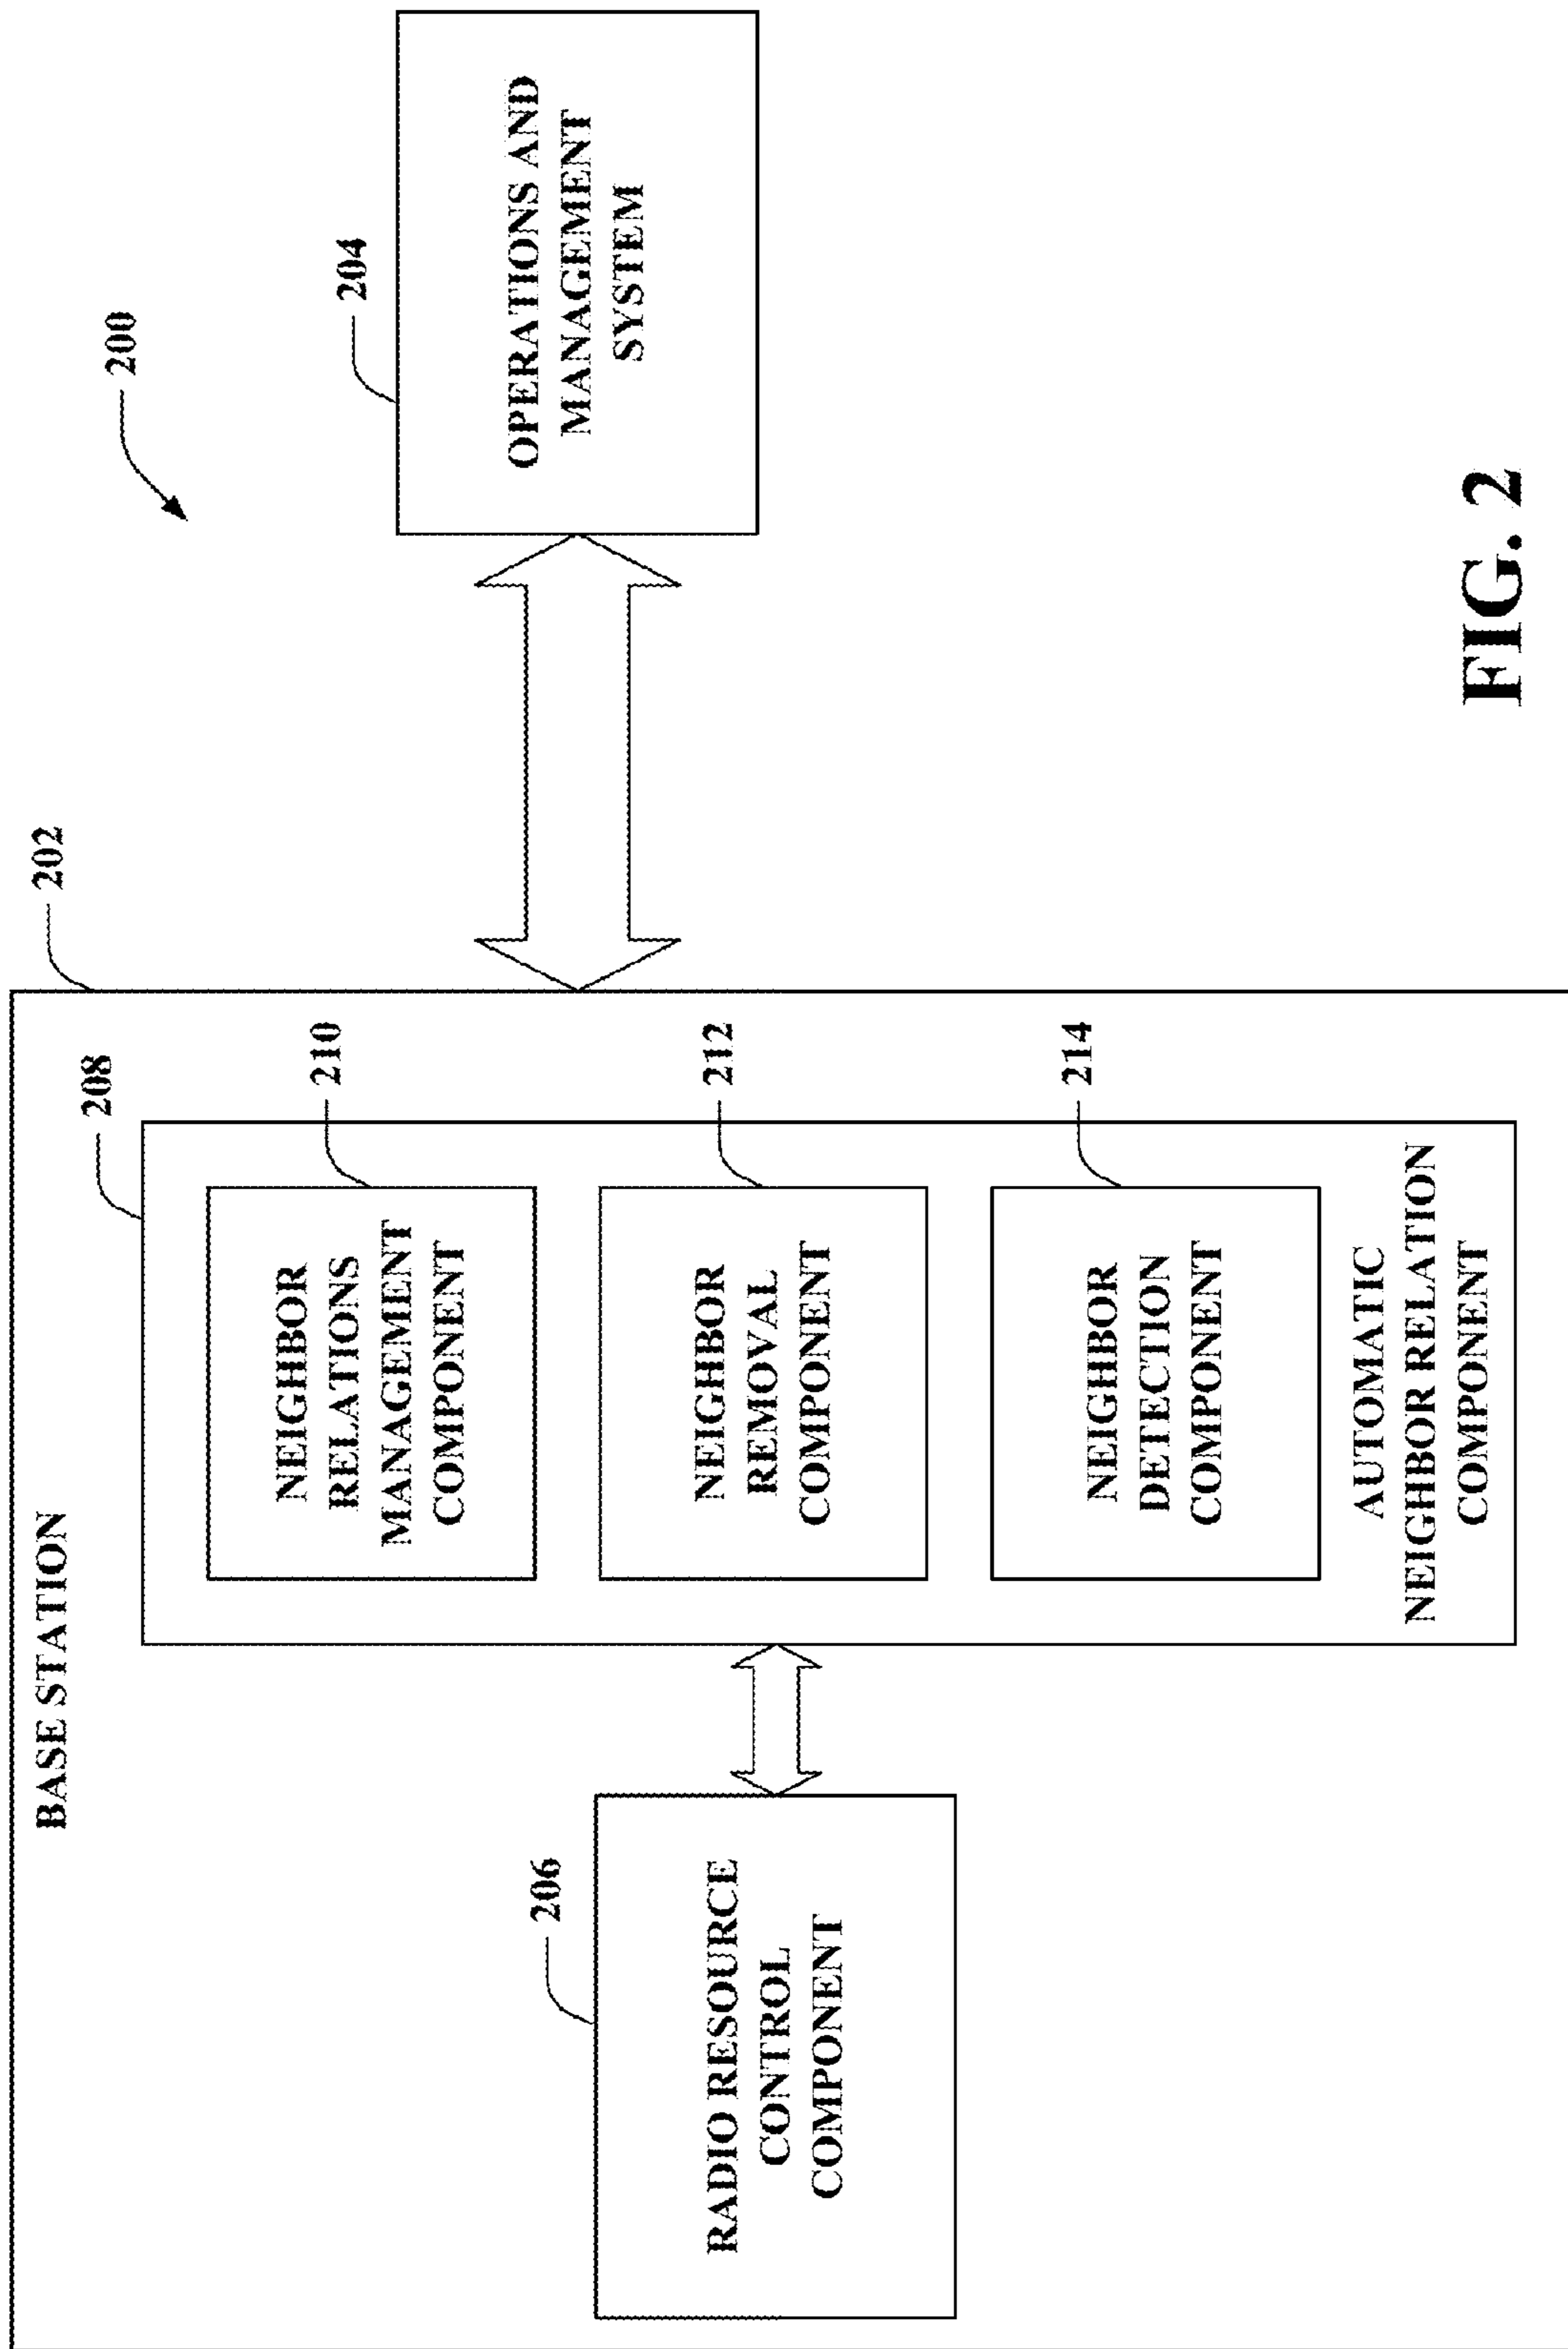 200
202
BASE STATION
204
OPERATIONS AND
MANAGEMENT
SYSTEM
206
RADIO RESOURCE
CONTROL
COMPONENT
208
210
NEIGHBOR
RELATIONS
MANAGEMENT
COMPONENT
212
NEIGHBOR
REMOVAL
COMPONENT
214
NEIGHBOR
DETECTION
COMPONENT
AUTOMATIC
NEIGHBOR RELATION
COMPONENT
FIG. 2